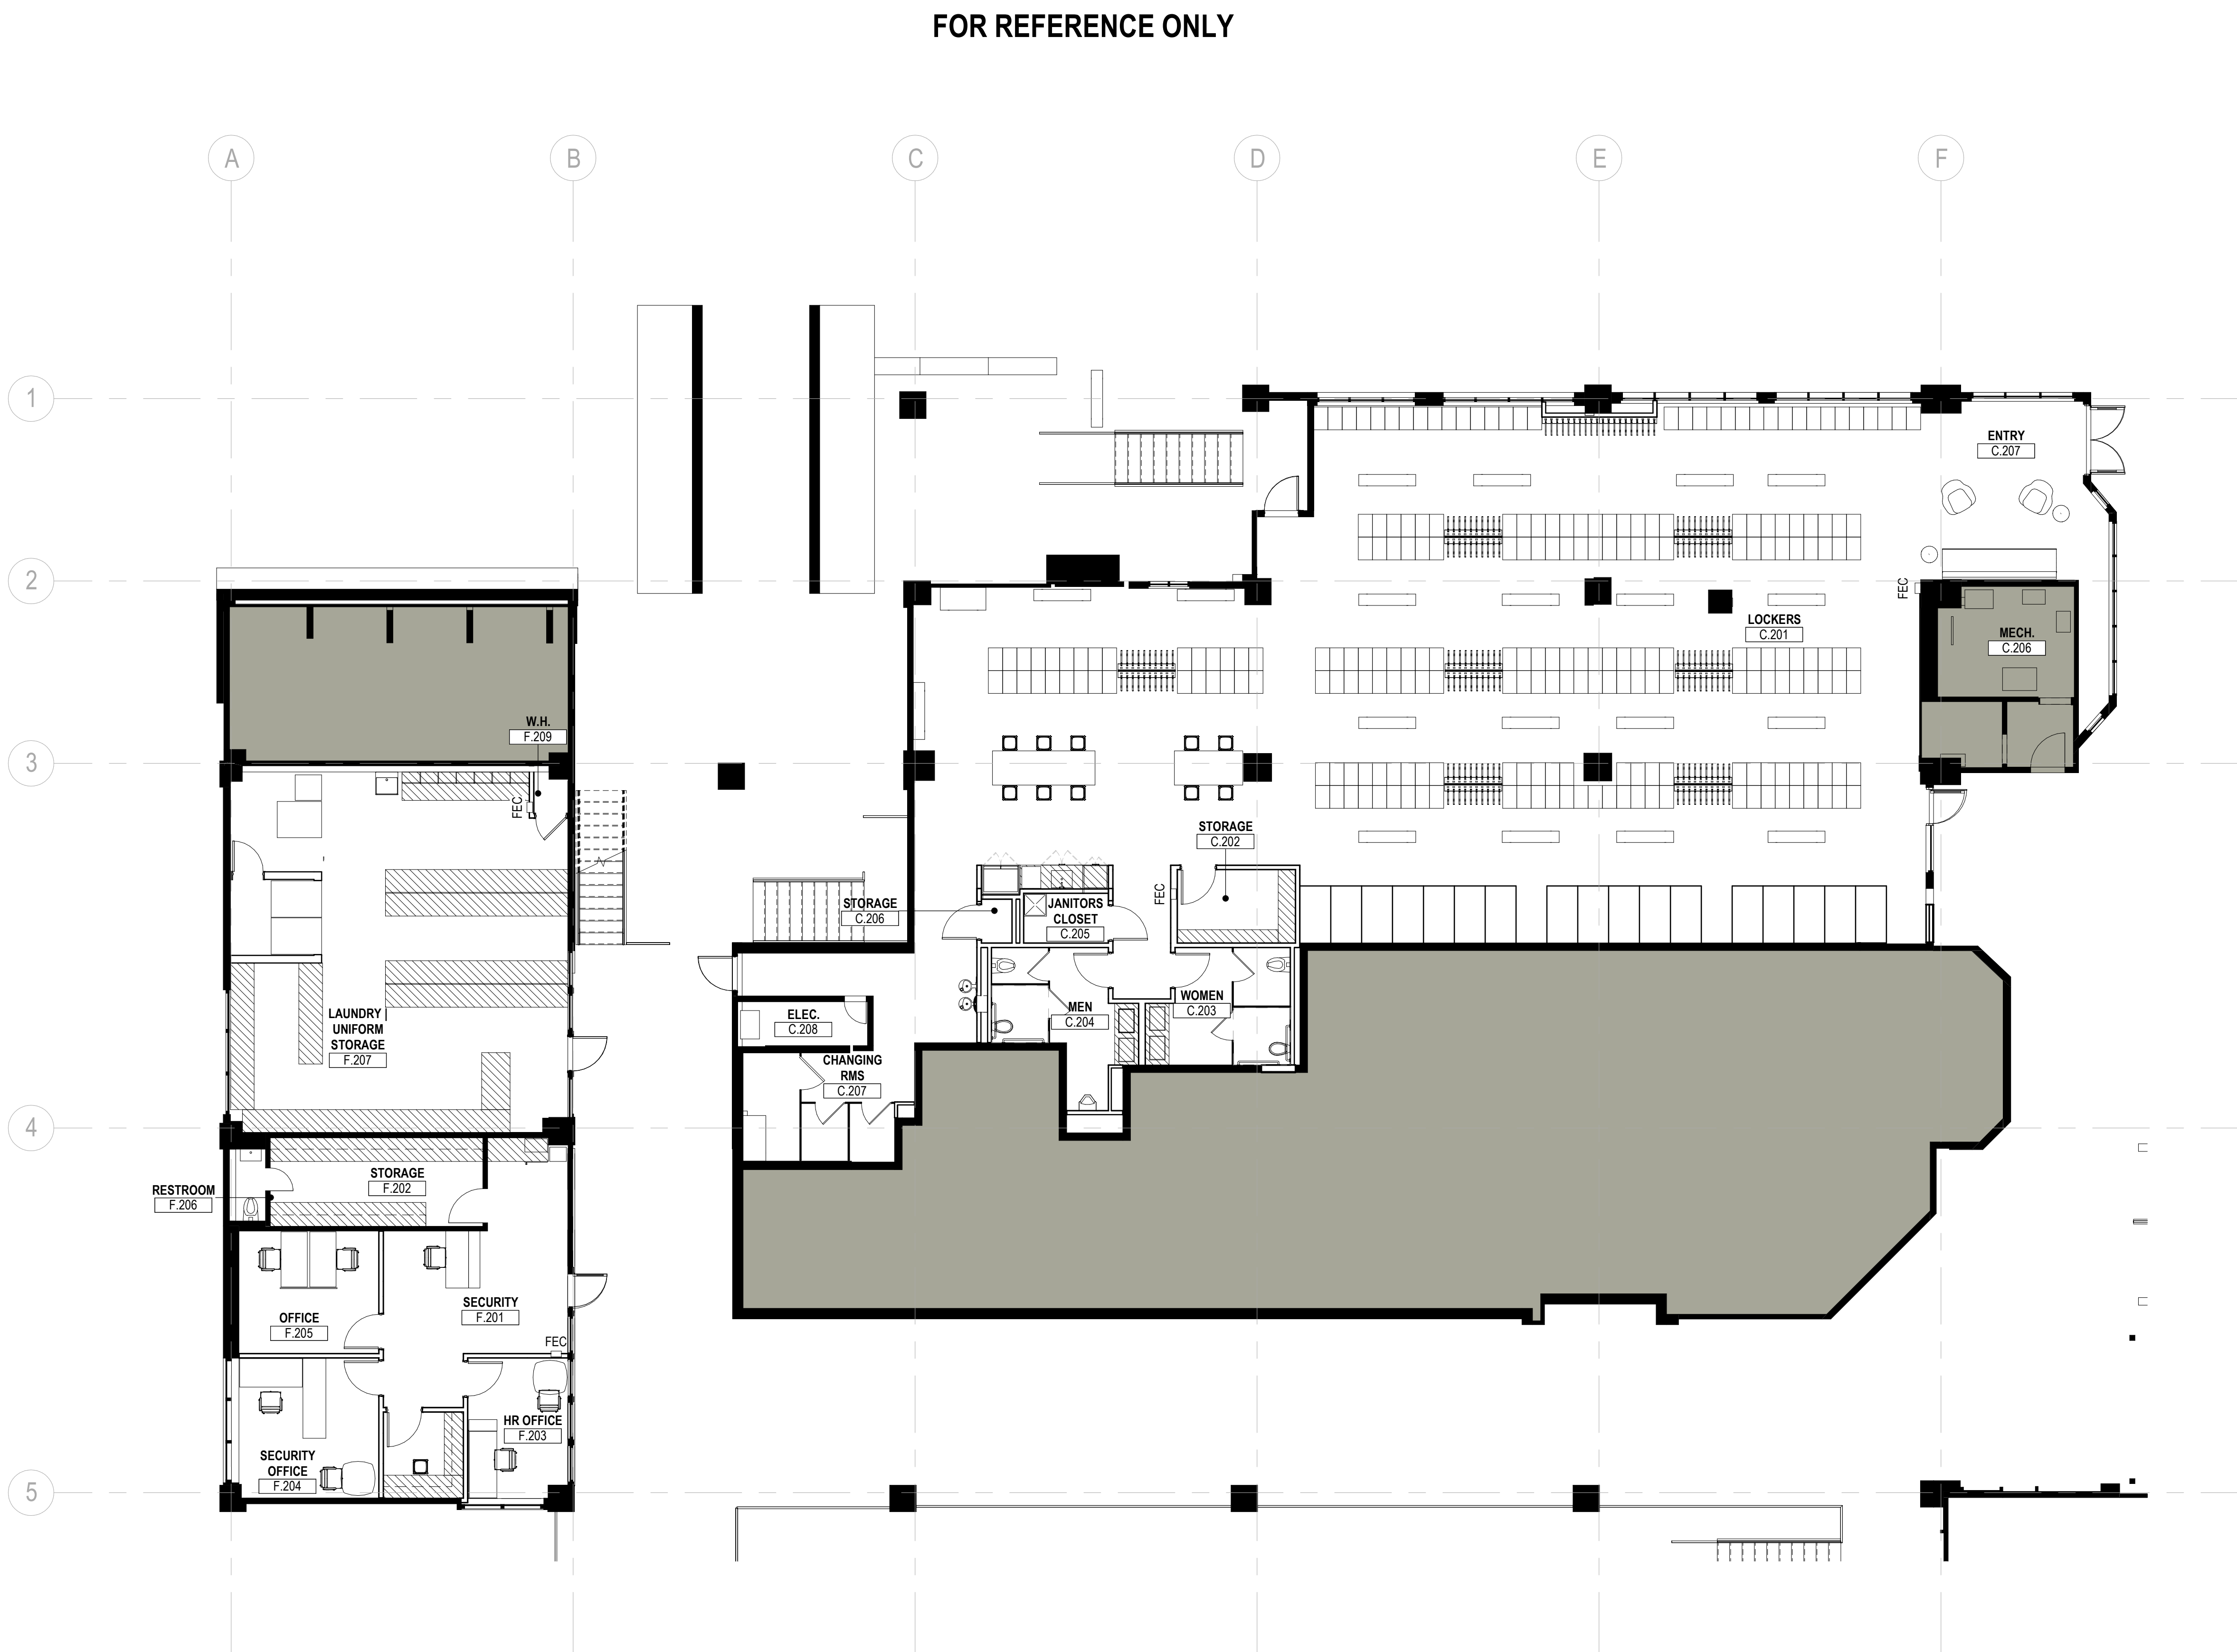 FOR REFERENCE ONLY
A
B
C
D
E
F
1
ENTRY
C.207
2
FEC
LOCKERS
C.201
MECH.
C.206
W.H.
F.209
3
FEC
STORAGE
C.202
FEC
STORAGE
C.206
JANITORS
CLOSET
C.205
WOMEN
C.203
MEN
C.204
ELEC.
C.208
LAUNDRY
UNIFORM
STORAGE
F.207
CHANGING
RMS
C.207
4
STORAGE
F.202
RESTROOM
F.206
SECURITY
F.201
OFFICE
F.205
FEC
HR OFFICE
F.203
SECURITY
OFFICE
F.204
5